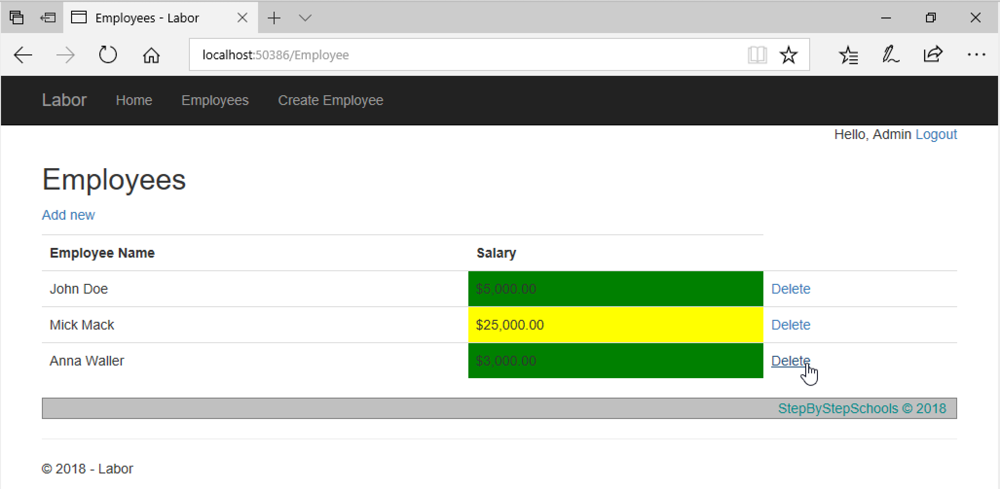 Employees - Labor
localhost:50386/Employee
Labor Home Employees Create Employee
Hello, Admin Logout
Employees
Add new
Employee Name Salary
John Doe $5,000.00 Delete
Mick Mack $25,000.00 Delete
Anna Waller $3,000.00 Delete
StepByStepSchools © 2018
© 2018 - Labor